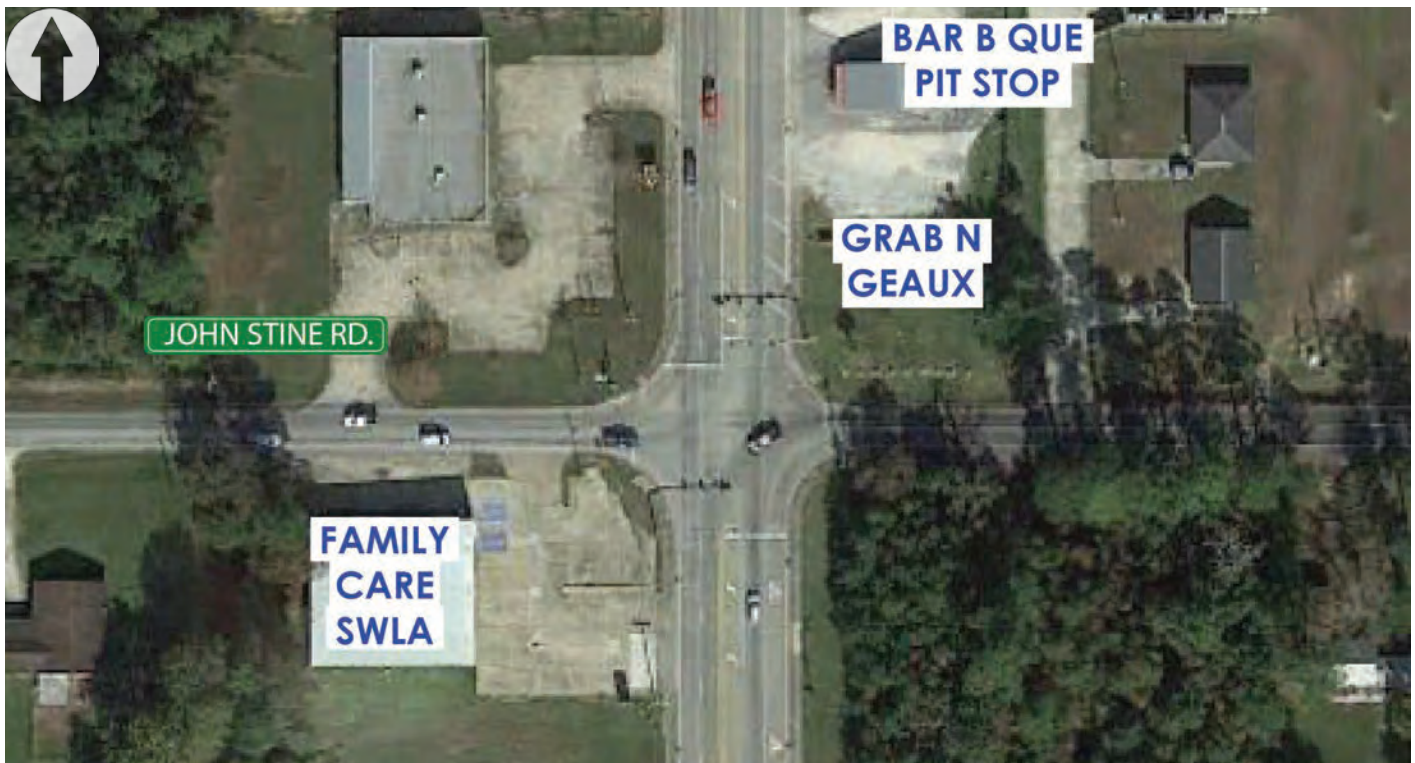 BAR B QUE
PIT STOP
GRAB N
GEAUX
JOHN STINE RD.
FAMILY
CARE
SWLA